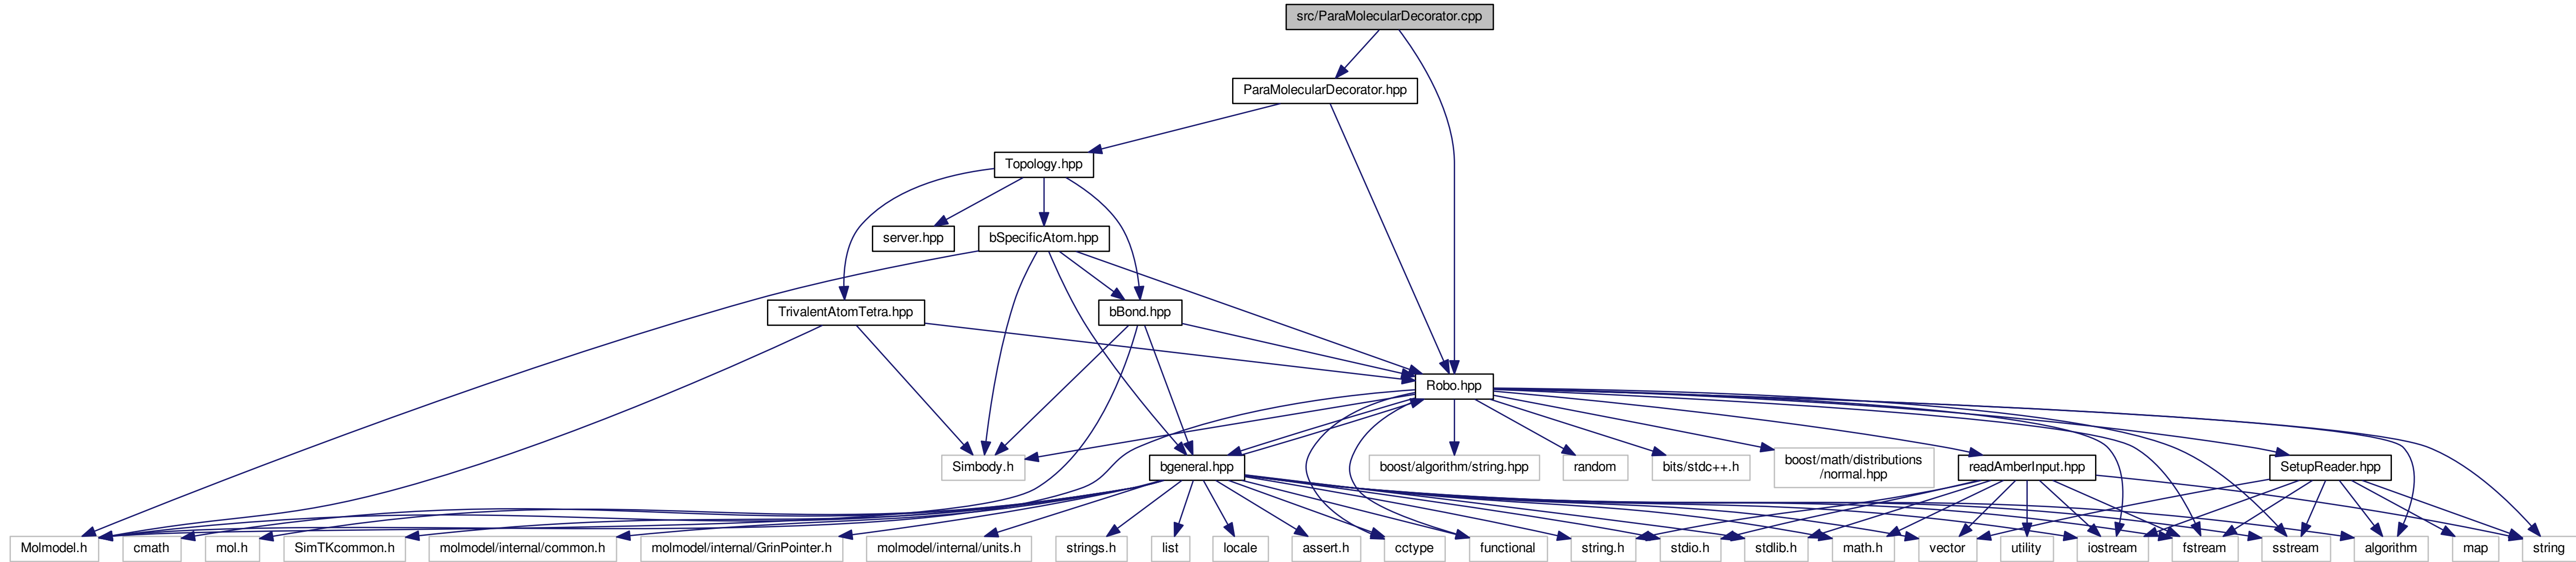 src/ParaMolecularDecorator.cpp
ParaMolecularDecorator.hpp
Topology.hpp
server.hpp
bSpecificAtom.hpp
TrivalentAtomTetra.hpp
bBond.hpp
Robo.hpp
Simbody.h
bgeneral.hpp
boost/algorithm/string.hpp
random
bits/stdc++.h
boost/math/distributions
/normal.hpp
readAmberInput.hpp
SetupReader.hpp
Molmodel.h
cmath
mol.h
SimTKcommon.h
molmodel/internal/common.h
molmodel/internal/GrinPointer.h
molmodel/internal/units.h
strings.h
list
locale
assert.h
cctype
functional
string.h
stdio.h
stdlib.h
math.h
vector
utility
iostream
fstream
sstream
algorithm
map
string